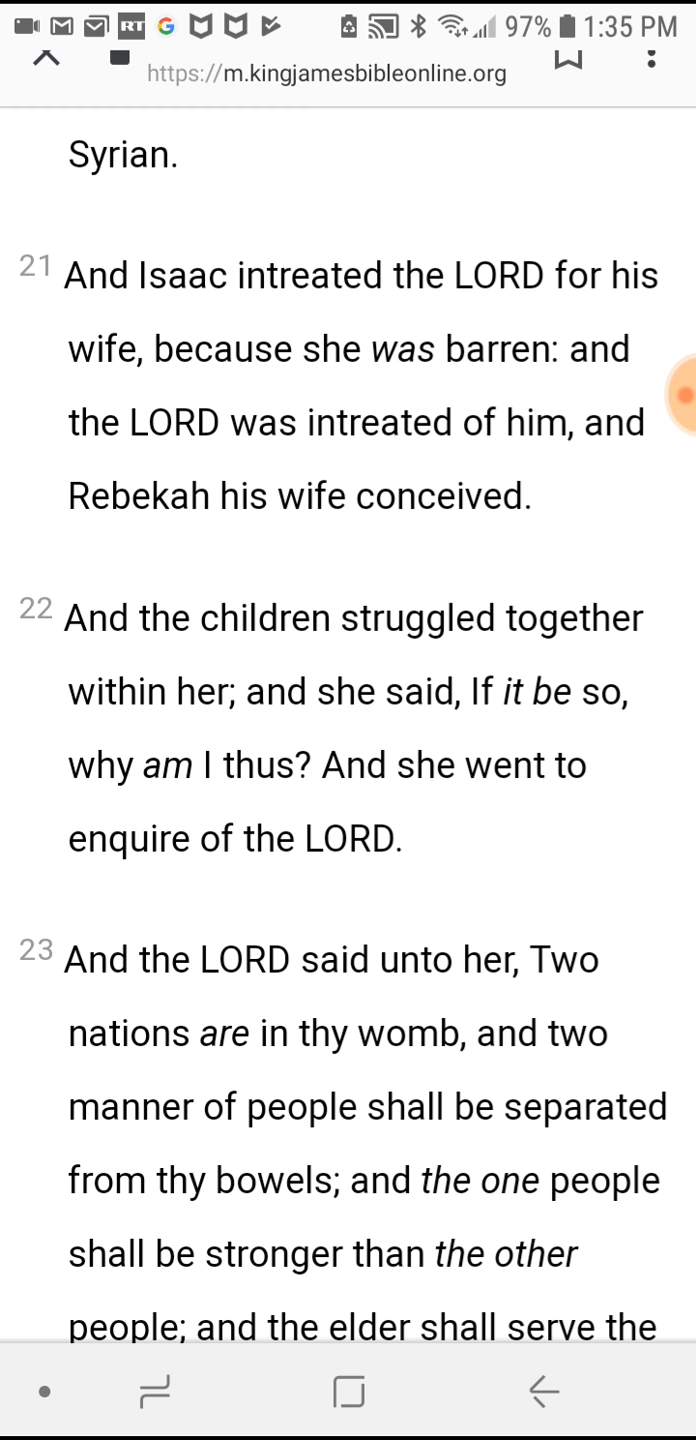 RT G 97% 1:35 PM
https://m.kingjamesbibleonline.org
Syrian.
21 And Isaac intreated the LORD for his
wife, because she was barren: and
the LORD was intreated of him, and
Rebekah his wife conceived.
22 And the children struggled together
within her; and she said, If it be so,
why am I thus? And she went to
enquire of the LORD.
23 And the LORD said unto her, Two
nations are in thy womb, and two
manner of people shall be separated
from thy bowels; and the one people
shall be stronger than the other
people; and the elder shall serve the